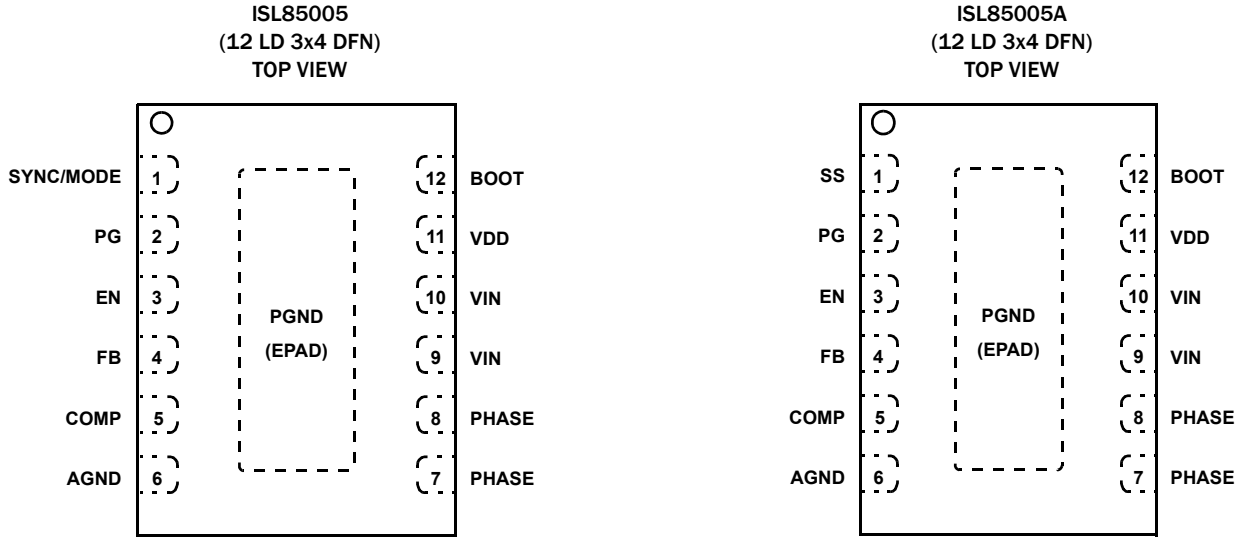 ISL85005
(12 LD 3x4 DFN)
TOP VIEW
SYNC/MODE 1
PG 2
EN 3
FB 4
COMP 5
AGND 6
PGND
(EPAD)
12 BOOT
11 VDD
10 VIN
9 VIN
8 PHASE
7 PHASE
ISL85005A
(12 LD 3x4 DFN)
TOP VIEW
SS 1
PG 2
EN 3
FB 4
COMP 5
AGND 6
PGND
(EPAD)
12 BOOT
11 VDD
10 VIN
9 VIN
8 PHASE
7 PHASE